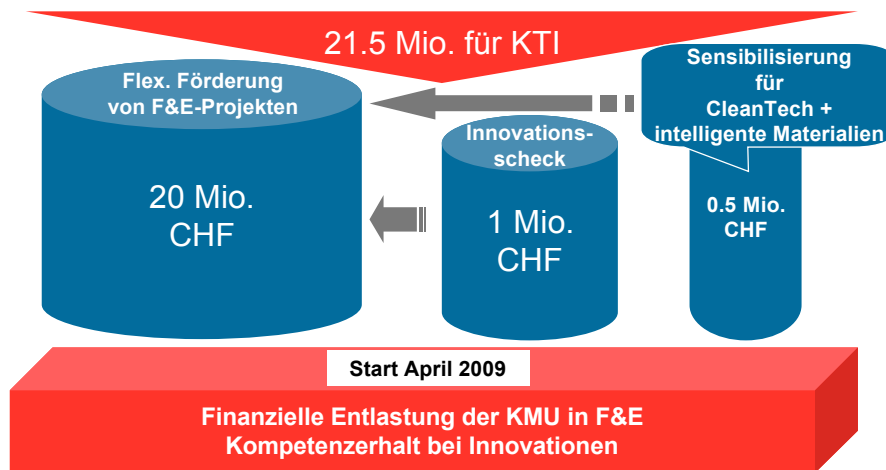 21.5 Mio. für KTI
Flex. Förderung
von F&E-Projekten
20 Mio.
CHF
Innovations-
scheck
1 Mio.
CHF
Sensibilisierung
für
CleanTech +
intelligente Materialien
0.5 Mio.
CHF
Start April 2009
Finanzielle Entlastung der KMU in F&E
Kompetenzerhalt bei Innovationen